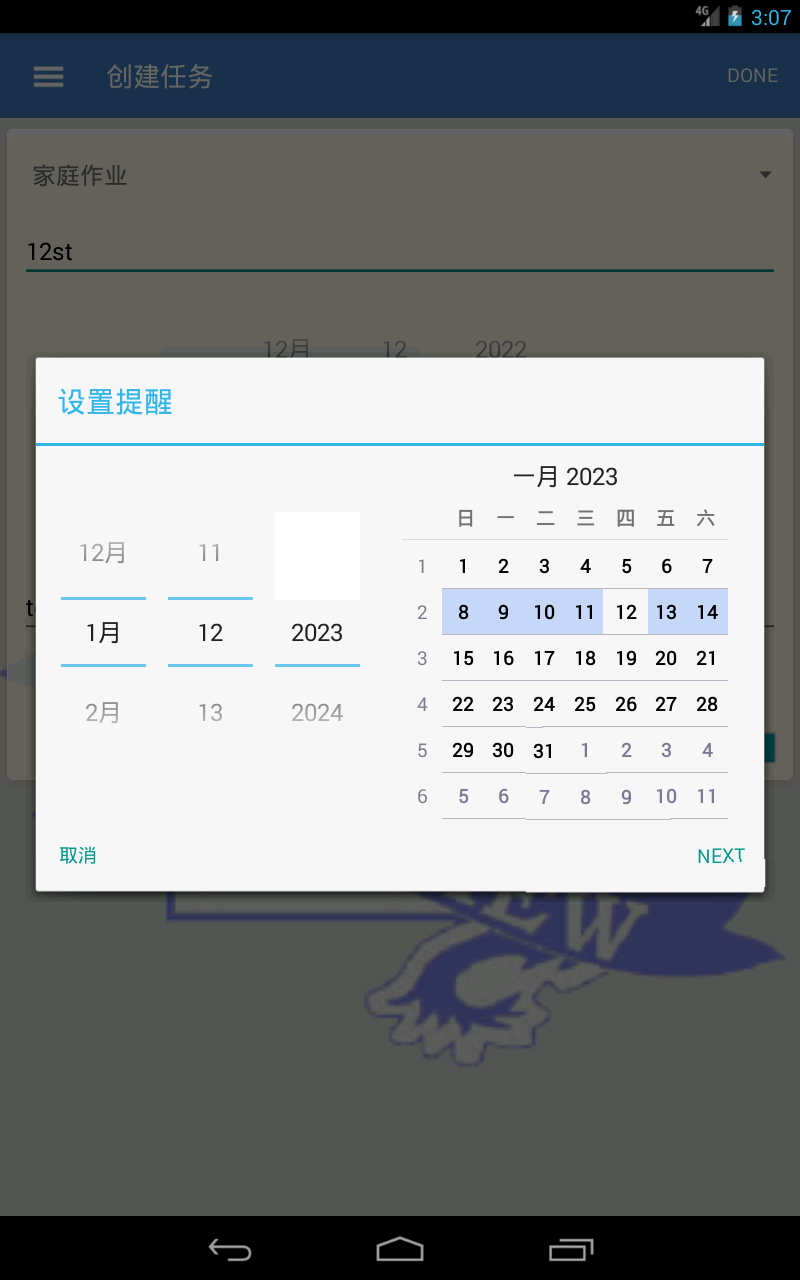 4G 3:07
创建任务 DONE
家庭作业
12st
12月 12 2022
设置提醒
一月 2023
日 一 二 三 四 五 六
12月 11
1月 12 2023
2月 13 2024
1 1 2 3 4 5 6 7
2 8 9 10 11 12 13 14
3 15 16 17 18 19 20 21
4 22 23 24 25 26 27 28
5 29 30 31 1 2 3 4
6 5 6 7 8 9 10 11
取消 NEXT
EW